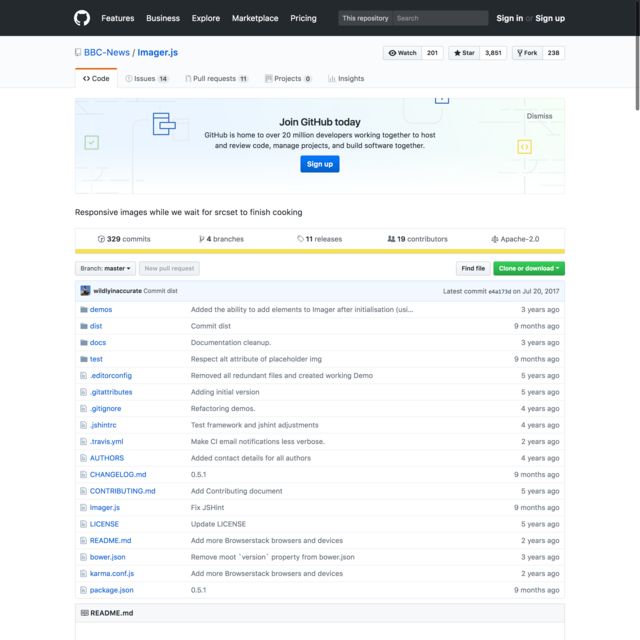 Features Business Explore Marketplace Pricing This repository Search Sign in or Sign up
BBC-News / Imager.js Watch 201 Star 3,851 Fork 238
Code Issues 14 Pull requests 11 Projects 0 Insights
Join GitHub today
Dismiss
GitHub is home to over 20 million developers working together to host
and review code, manage projects, and build software together.
Sign up
Responsive images while we wait for srcset to finish cooking
329 commits 4 branches 11 releases 19 contributors Apache-2.0
Branch: master New pull request Find file Clone or download
wildlyinaccurate Commit dist Latest commit e4a173d on Jul 20, 2017
demos Added the ability to add elements to Imager after initialisation (usi… 3 years ago
dist Commit dist 9 months ago
docs Documentation cleanup. 3 years ago
test Respect alt attribute of placeholder img 9 months ago
.editorconfig Removed all redundant files and created working Demo 5 years ago
.gitattributes Adding initial version 5 years ago
.gitignore Refactoring demos. 4 years ago
.jshintrc Test framework and jshint adjustments 4 years ago
.travis.yml Make CI email notifications less verbose. 2 years ago
AUTHORS Added contact details for all authors 4 years ago
CHANGELOG.md 0.5.1 9 months ago
CONTRIBUTING.md Add Contributing document 5 years ago
Imager.js Fix JSHint 9 months ago
LICENSE Update LICENSE 5 years ago
README.md Add more Browserstack browsers and devices 2 years ago
bower.json Remove moot `version` property from bower.json 3 years ago
karma.conf.js Add more Browserstack browsers and devices 2 years ago
package.json 0.5.1 9 months ago
README.md